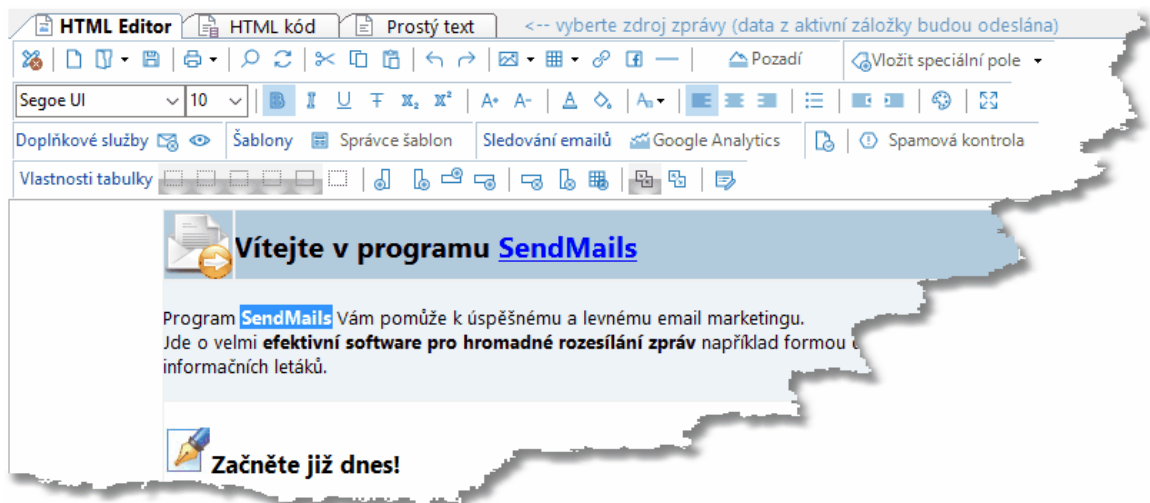 HTML Editor HTML kód Prostý text <-- vyberte zdroj zprávy (data z aktivní záložky budou odeslána)
Pozadí Vložit speciální pole
Segoe UI 10 B I U T x₂ x² A+ A- A
Doplňkové služby Šablony Správce šablon Sledování emailů Google Analytics Spamová kontrola
Vlastnosti tabulky
Vítejte v programu SendMails
Program SendMails Vám pomůže k úspěšnému a levnému email marketingu.
Jde o velmi efektivní software pro hromadné rozesílání zpráv například formou
informačních letáků.
Začněte již dnes!